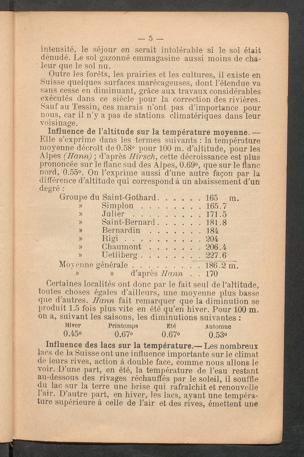 — 5 —
intensité, le séjour en serait intolérable si le sol était
dénudé. Le sol gazonné emmagasine aussi moins de cha-
leur que le sol nu.
Outre les forêts, les prairies et les cultures, il existe en
Suisse quelques surfaces marécageuses, dont l'étendue va
sans cesse en diminuant, grâce aux travaux considérables
exécutés dans ce siècle pour la correction des rivières.
Sauf au Tessin, ces marais n'ont pas d'importance pour
nous, car il n'y a pas de stations climatériques dans leur
voisinage.
Influence de l'altitude sur la température moyenne. —
Elle s'exprime dans les termes suivants : la température
moyenne décroît de 0.58° pour 100 m. d'altitude, pour les
Alpes (Hann) ; d'après Hirsch, cette décroissance est plus
prononcée sur le flanc sud des Alpes, 0.69°, que sur le flanc
nord, 0.55°. On l'exprime aussi d'une autre façon par la
différence d'altitude qui correspond à un abaissement d'un
degré :
Groupe du Saint-Gothard . . . . . . 165 m.
» Simplon . . . . . . . . . 165.7
» Julier . . . . . . . . . . 171.5
» Saint-Bernard . . . . . . 181.8
» Bernardin . . . . . . . . 184
» Rigi . . . . . . . . . . . 204
» Chaumont . . . . . . . . 206.4
» Uetliberg . . . . . . . . . 227.6
Moyenne générale . . . . . . . . . . 186.2 m.
» » d'après Hann . . 170
Certaines localités ont donc par le fait seul de l'altitude,
toutes choses égales d'ailleurs, une moyenne plus basse
que d'autres. Hann fait remarquer que la diminution se
produit 1.5 fois plus vite en été qu'en hiver. Pour 100 m.
on a, suivant les saisons, les diminutions suivantes :
Hiver Printemps Eté Automne
0.45° 0.67° 0.67° 0.53°
Influence des lacs sur la température. — Les nombreux
lacs de la Suisse ont une influence importante sur le climat
de leurs rives, action à double face, comme nous allons le
voir. D'une part, en été, la température de l'eau restant
au-dessous des rivages réchauffés par le soleil, il souffle
du lac sur la terre une brise qui rafraîchit et renouvelle
l'air. D'autre part, en hiver, les lacs, ayant une tempéra-
ture supérieure à celle de l'air et des rives, émettent une